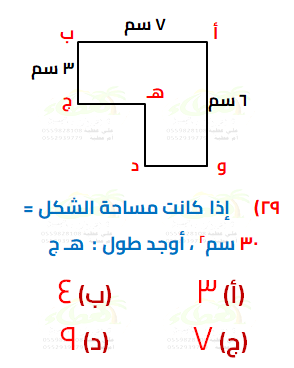 ٧ سم
أ
ب
٣ سم
ج
هـ
٦ سم
د
و
٢٩) إذا كانت مساحة الشكل =
٣٠ سم٢ ، أوجد طول : هـ ج
(أ) ٣
(ب) ٤
(ج) ٧
(د) ٩